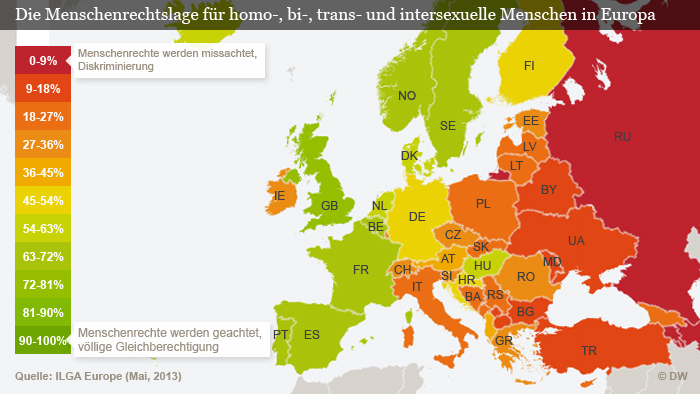 Die Menschenrechtslage für homo-, bi-, trans- und intersexuelle Menschen in Europa
0-9%
Menschenrechte werden missachtet,
Diskriminierung
9-18%
18-27%
27-36%
36-45%
45-54%
54-63%
63-72%
72-81%
81-90%
90-100%
Menschenrechte werden geachtet,
völlige Gleichberechtigung
FI
NO
SE
EE
RU
LV
DK
LT
IE
GB
NL
DE
PL
BY
BE
CZ
UA
SK
FR
AT
MD
CH
HU
SI
RO
HR
IT
BA
RS
BG
PT
ES
GR
TR
Quelle: ILGA Europe (Mai, 2013)
© DW